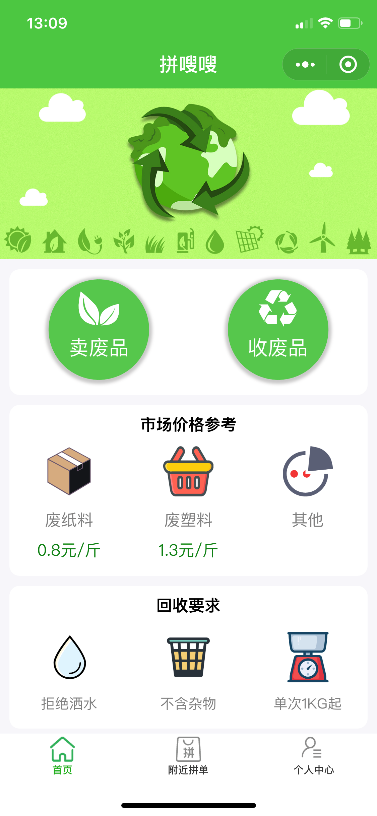 13:09
拼嗖嗖
卖废品
收废品
市场价格参考
废纸料
废塑料
其他
0.8元/斤
1.3元/斤
回收要求
拒绝洒水
不含杂物
单次1KG起
拼
首页
附近拼单
个人中心